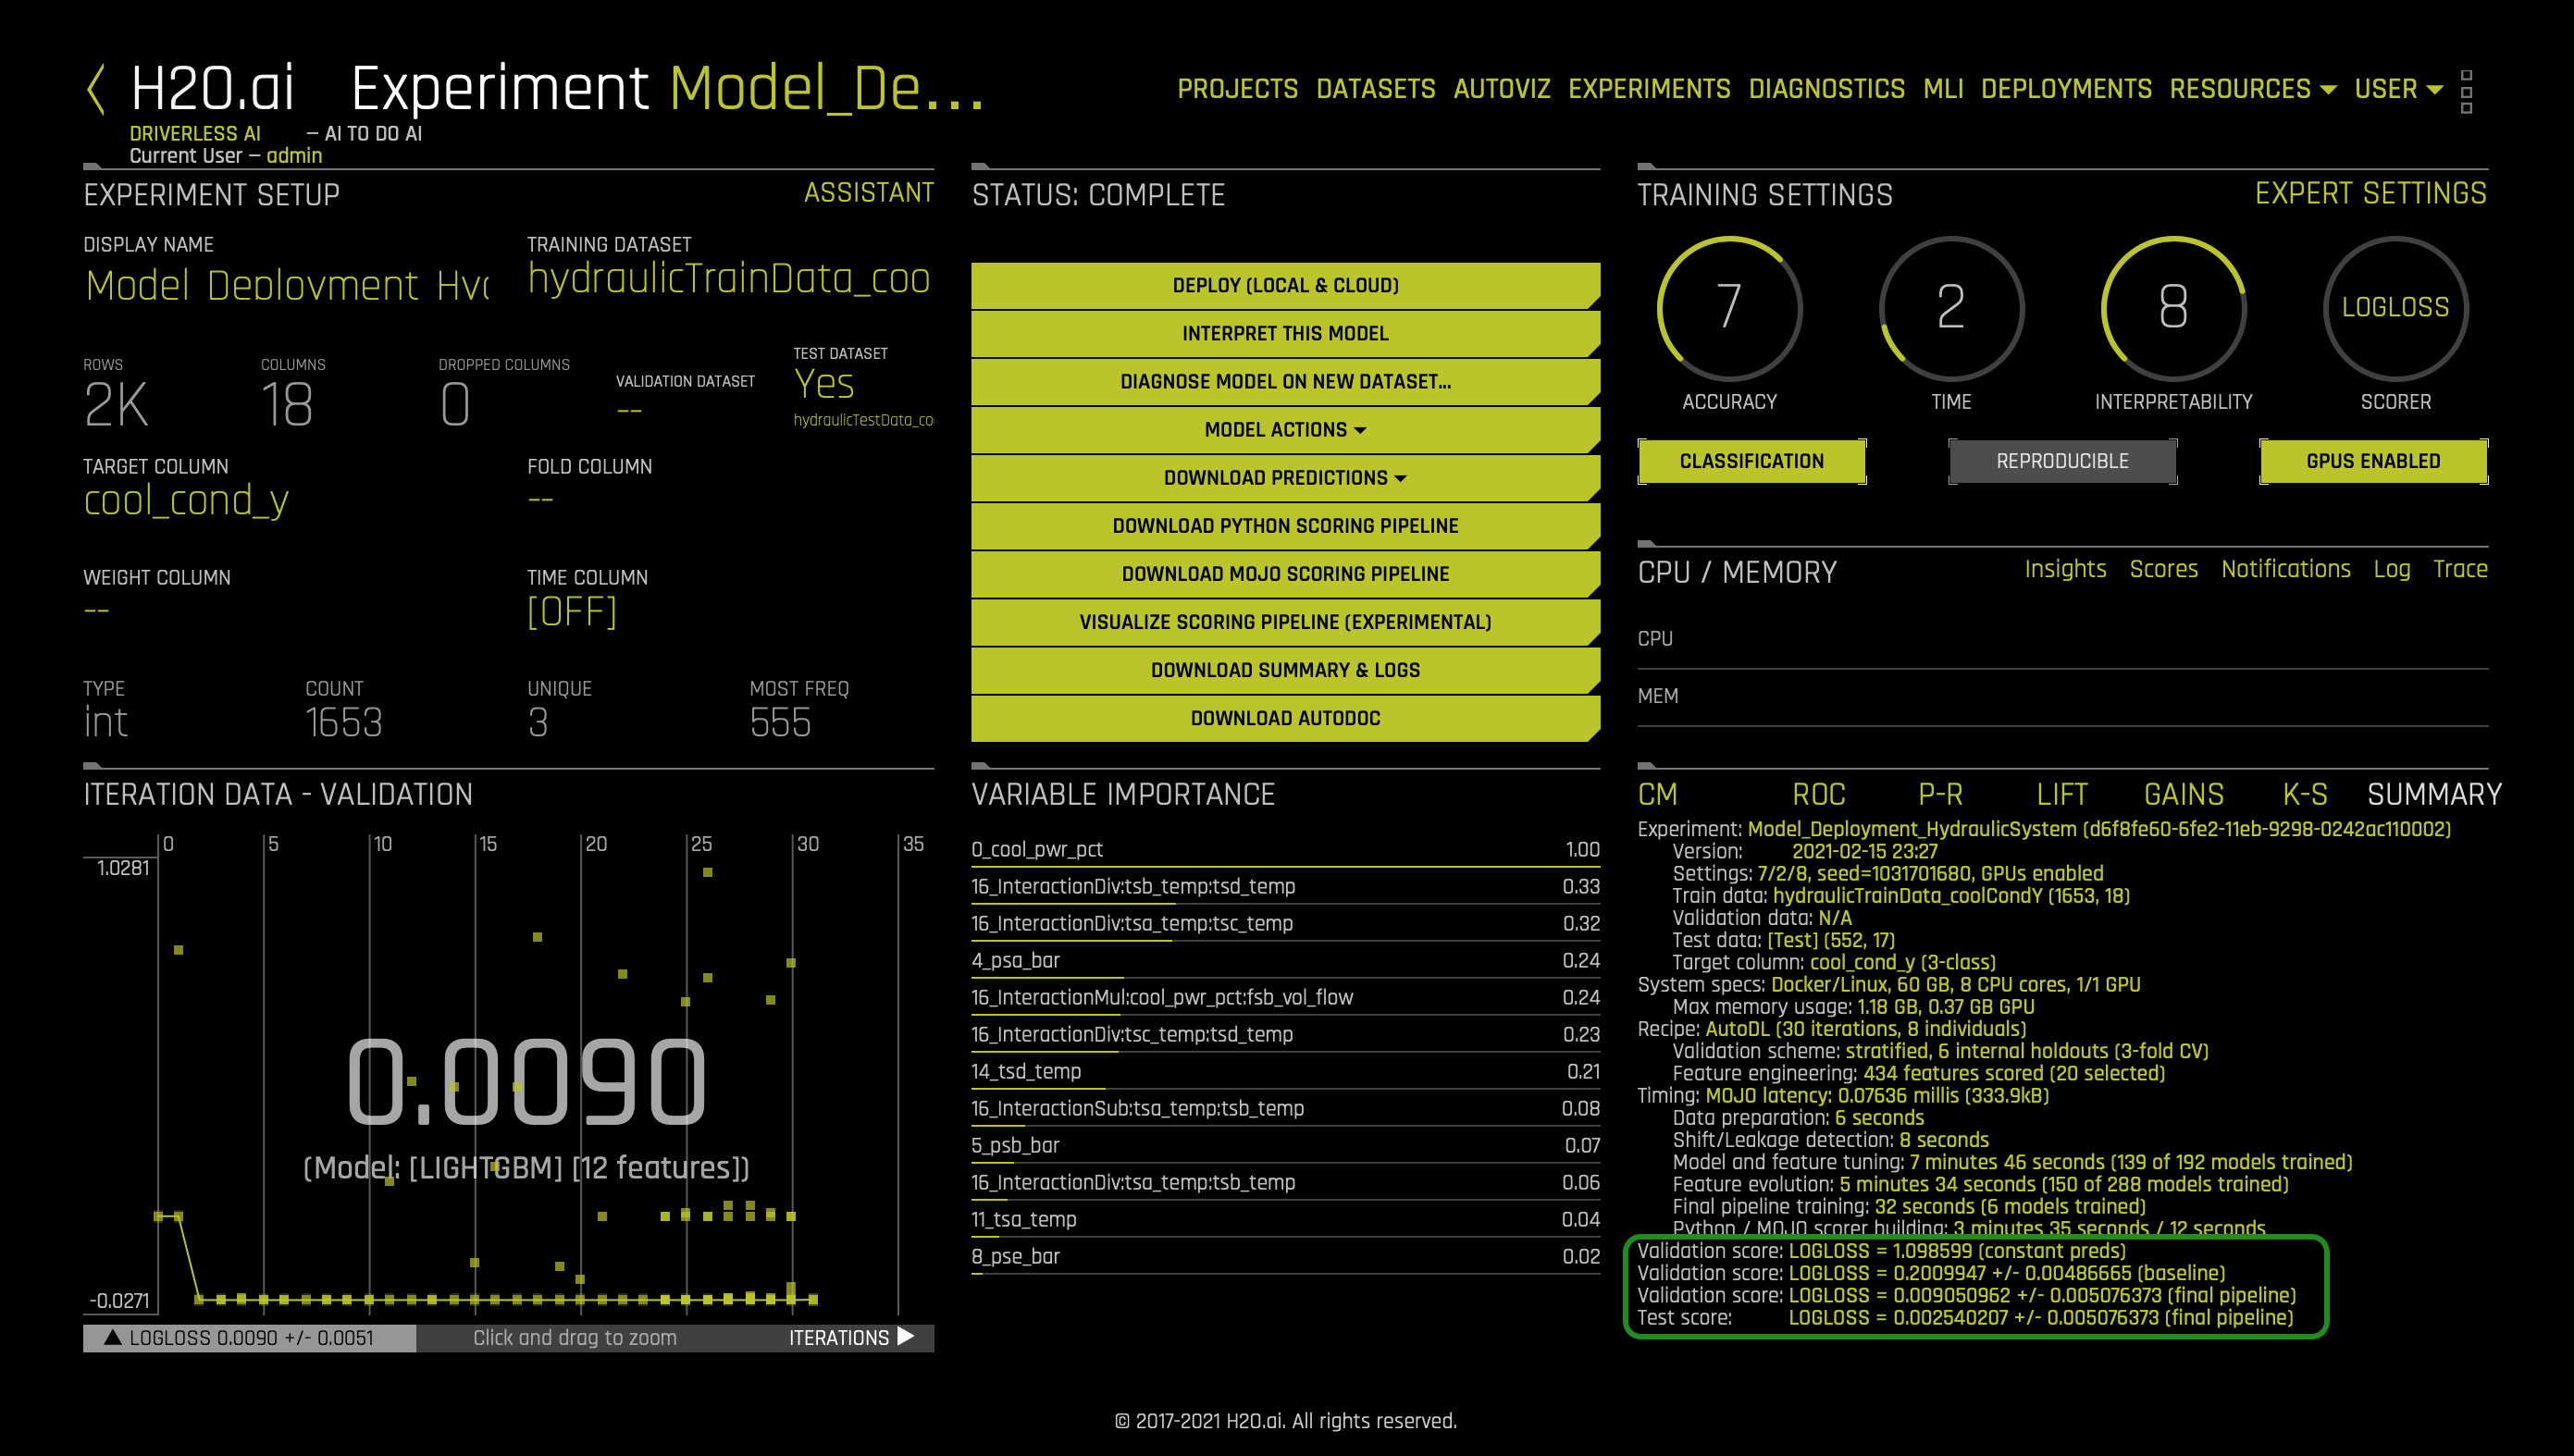 H2O.ai Experiment Model_De...
DRIVERLESS AI — AI TO DO AI
Current User — admin
PROJECTS DATASETS AUTOVIZ EXPERIMENTS DIAGNOSTICS MLI DEPLOYMENTS RESOURCES USER
EXPERIMENT SETUP ASSISTANT
DISPLAY NAME TRAINING DATASET
Model Deployment Hyd hydraulicTrainData_coo
ROWS COLUMNS DROPPED COLUMNS VALIDATION DATASET TEST DATASET
2K 18 0 -- Yes
hydraulicTestData_co
TARGET COLUMN FOLD COLUMN
cool_cond_y --
WEIGHT COLUMN TIME COLUMN
-- [OFF]
TYPE COUNT UNIQUE MOST FREQ
int 1653 3 555
STATUS: COMPLETE
DEPLOY (LOCAL & CLOUD)
INTERPRET THIS MODEL
DIAGNOSE MODEL ON NEW DATASET...
MODEL ACTIONS
DOWNLOAD PREDICTIONS
DOWNLOAD PYTHON SCORING PIPELINE
DOWNLOAD MOJO SCORING PIPELINE
VISUALIZE SCORING PIPELINE (EXPERIMENTAL)
DOWNLOAD SUMMARY & LOGS
DOWNLOAD AUTODOC
TRAINING SETTINGS EXPERT SETTINGS
7 2 8 LOGLOSS
ACCURACY TIME INTERPRETABILITY SCORER
CLASSIFICATION REPRODUCIBLE GPUS ENABLED
CPU / MEMORY Insights Scores Notifications Log Trace
CPU
MEM
ITERATION DATA - VALIDATION
0 5 10 15 20 25 30 35
1.0281
0.0090
(Model: [LIGHTGBM] [12 features])
-0.0271
LOGLOSS 0.0090 +/- 0.0051 Click and drag to zoom ITERATIONS
VARIABLE IMPORTANCE
0_cool_pwr_pct 1.00
16_InteractionDiv:tsb_temp:tsd_temp 0.33
16_InteractionDiv:tsa_temp:tsc_temp 0.32
4_psa_bar 0.24
16_InteractionMul:cool_pwr_pct:fsb_vol_flow 0.24
16_InteractionDiv:tsc_temp:tsd_temp 0.23
14_tsd_temp 0.21
16_InteractionSub:tsa_temp:tsb_temp 0.08
5_psb_bar 0.07
16_InteractionDiv:tsa_temp:tsb_temp 0.06
11_tsa_temp 0.04
8_pse_bar 0.02
CM ROC P-R LIFT GAINS K-S SUMMARY
Experiment: Model_Deployment_HydraulicSystem (d6f8fe60-6fe2-11eb-9298-0242ac110002)
Version: 2021-02-15 23:27
Settings: 7/2/8, seed=1031701680, GPUs enabled
Train data: hydraulicTrainData_coolCondY (1653, 18)
Validation data: N/A
Test data: [Test] (552, 17)
Target column: cool_cond_y (3-class)
System specs: Docker/Linux, 60 GB, 8 CPU cores, 1/1 GPU
Max memory usage: 1.18 GB, 0.37 GB GPU
Recipe: AutoDL (30 iterations, 8 individuals)
Validation scheme: stratified, 6 internal holdouts (3-fold CV)
Feature engineering: 434 features scored (20 selected)
Timing: MOJO latency: 0.07636 millis (333.9kB)
Data preparation: 6 seconds
Shift/Leakage detection: 8 seconds
Model and feature tuning: 7 minutes 46 seconds (139 of 192 models trained)
Feature evolution: 5 minutes 34 seconds (150 of 288 models trained)
Final pipeline training: 32 seconds (6 models trained)
Python / MOJO scorer building: 3 minutes 35 seconds / 12 seconds
Validation score: LOGLOSS = 1.098599 (constant preds)
Validation score: LOGLOSS = 0.2009947 +/- 0.00486665 (baseline)
Validation score: LOGLOSS = 0.009050962 +/- 0.005076373 (final pipeline)
Test score: LOGLOSS = 0.002540207 +/- 0.005076373 (final pipeline)
© 2017-2021 H2O.ai. All rights reserved.